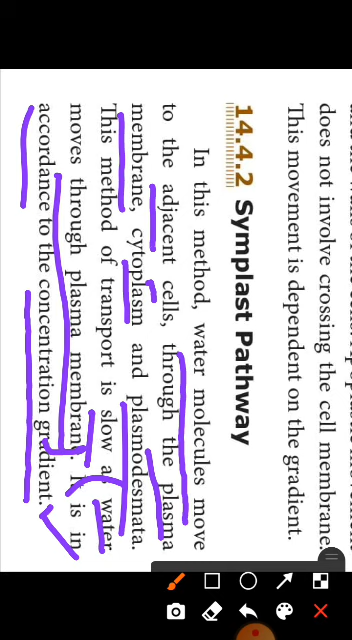 does not involve crossing the cell membrane.
This movement is dependent on the gradient.
14.4.2 Symplast Pathway
In this method, water molecules move
to the adjacent cells, through the plasma
membrane, cytoplasm and plasmodesmata.
This method of transport is slow as water
moves through plasma membrane. It is in
accordance to the concentration gradient.